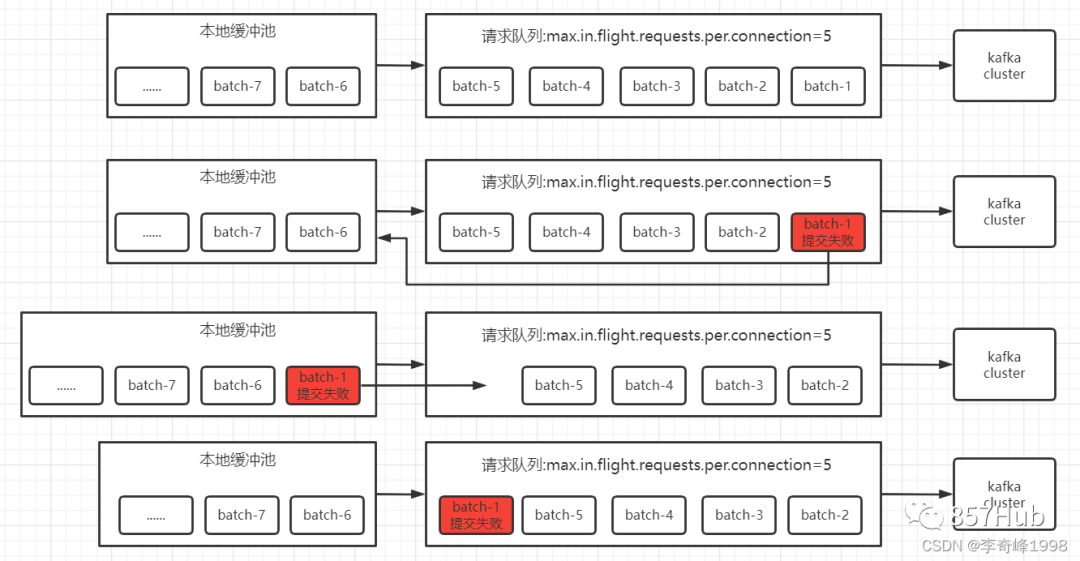 本地缓冲池
请求队列:max.in.flight.requests.per.connection=5
......
batch-7
batch-6
batch-5
batch-4
batch-3
batch-2
batch-1
kafka
cluster
本地缓冲池
请求队列:max.in.flight.requests.per.connection=5
......
batch-7
batch-6
batch-5
batch-4
batch-3
batch-2
batch-1
提交失败
kafka
cluster
本地缓冲池
请求队列:max.in.flight.requests.per.connection=5
......
batch-7
batch-6
batch-1
提交失败
batch-5
batch-4
batch-3
batch-2
kafka
cluster
本地缓冲池
请求队列:max.in.flight.requests.per.connection=5
......
batch-7
batch-6
batch-1
提交失败
batch-5
batch-4
batch-3
batch-2
kafka
cluster
857Hub
CSDN @李奇峰1998